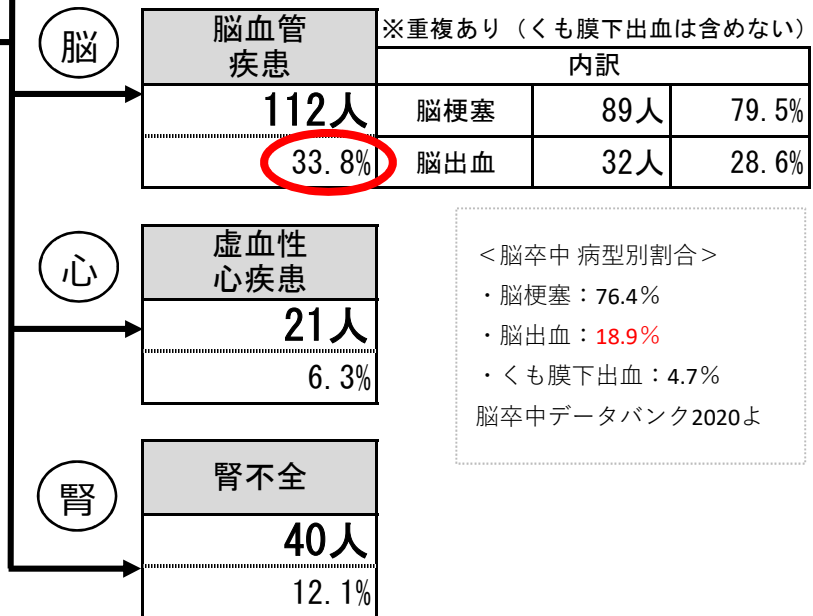 脳
脳血管
疾患
※重複あり（くも膜下出血は含めない）
内訳
112人
脳梗塞 89人 79.5%
33.8%
脳出血 32人 28.6%
心
虚血性
心疾患
21人
6.3%
＜脳卒中 病型別割合＞
・脳梗塞：76.4％
・脳出血：18.9％
・くも膜下出血：4.7％
脳卒中データバンク2020よ
腎
腎不全
40人
12.1%